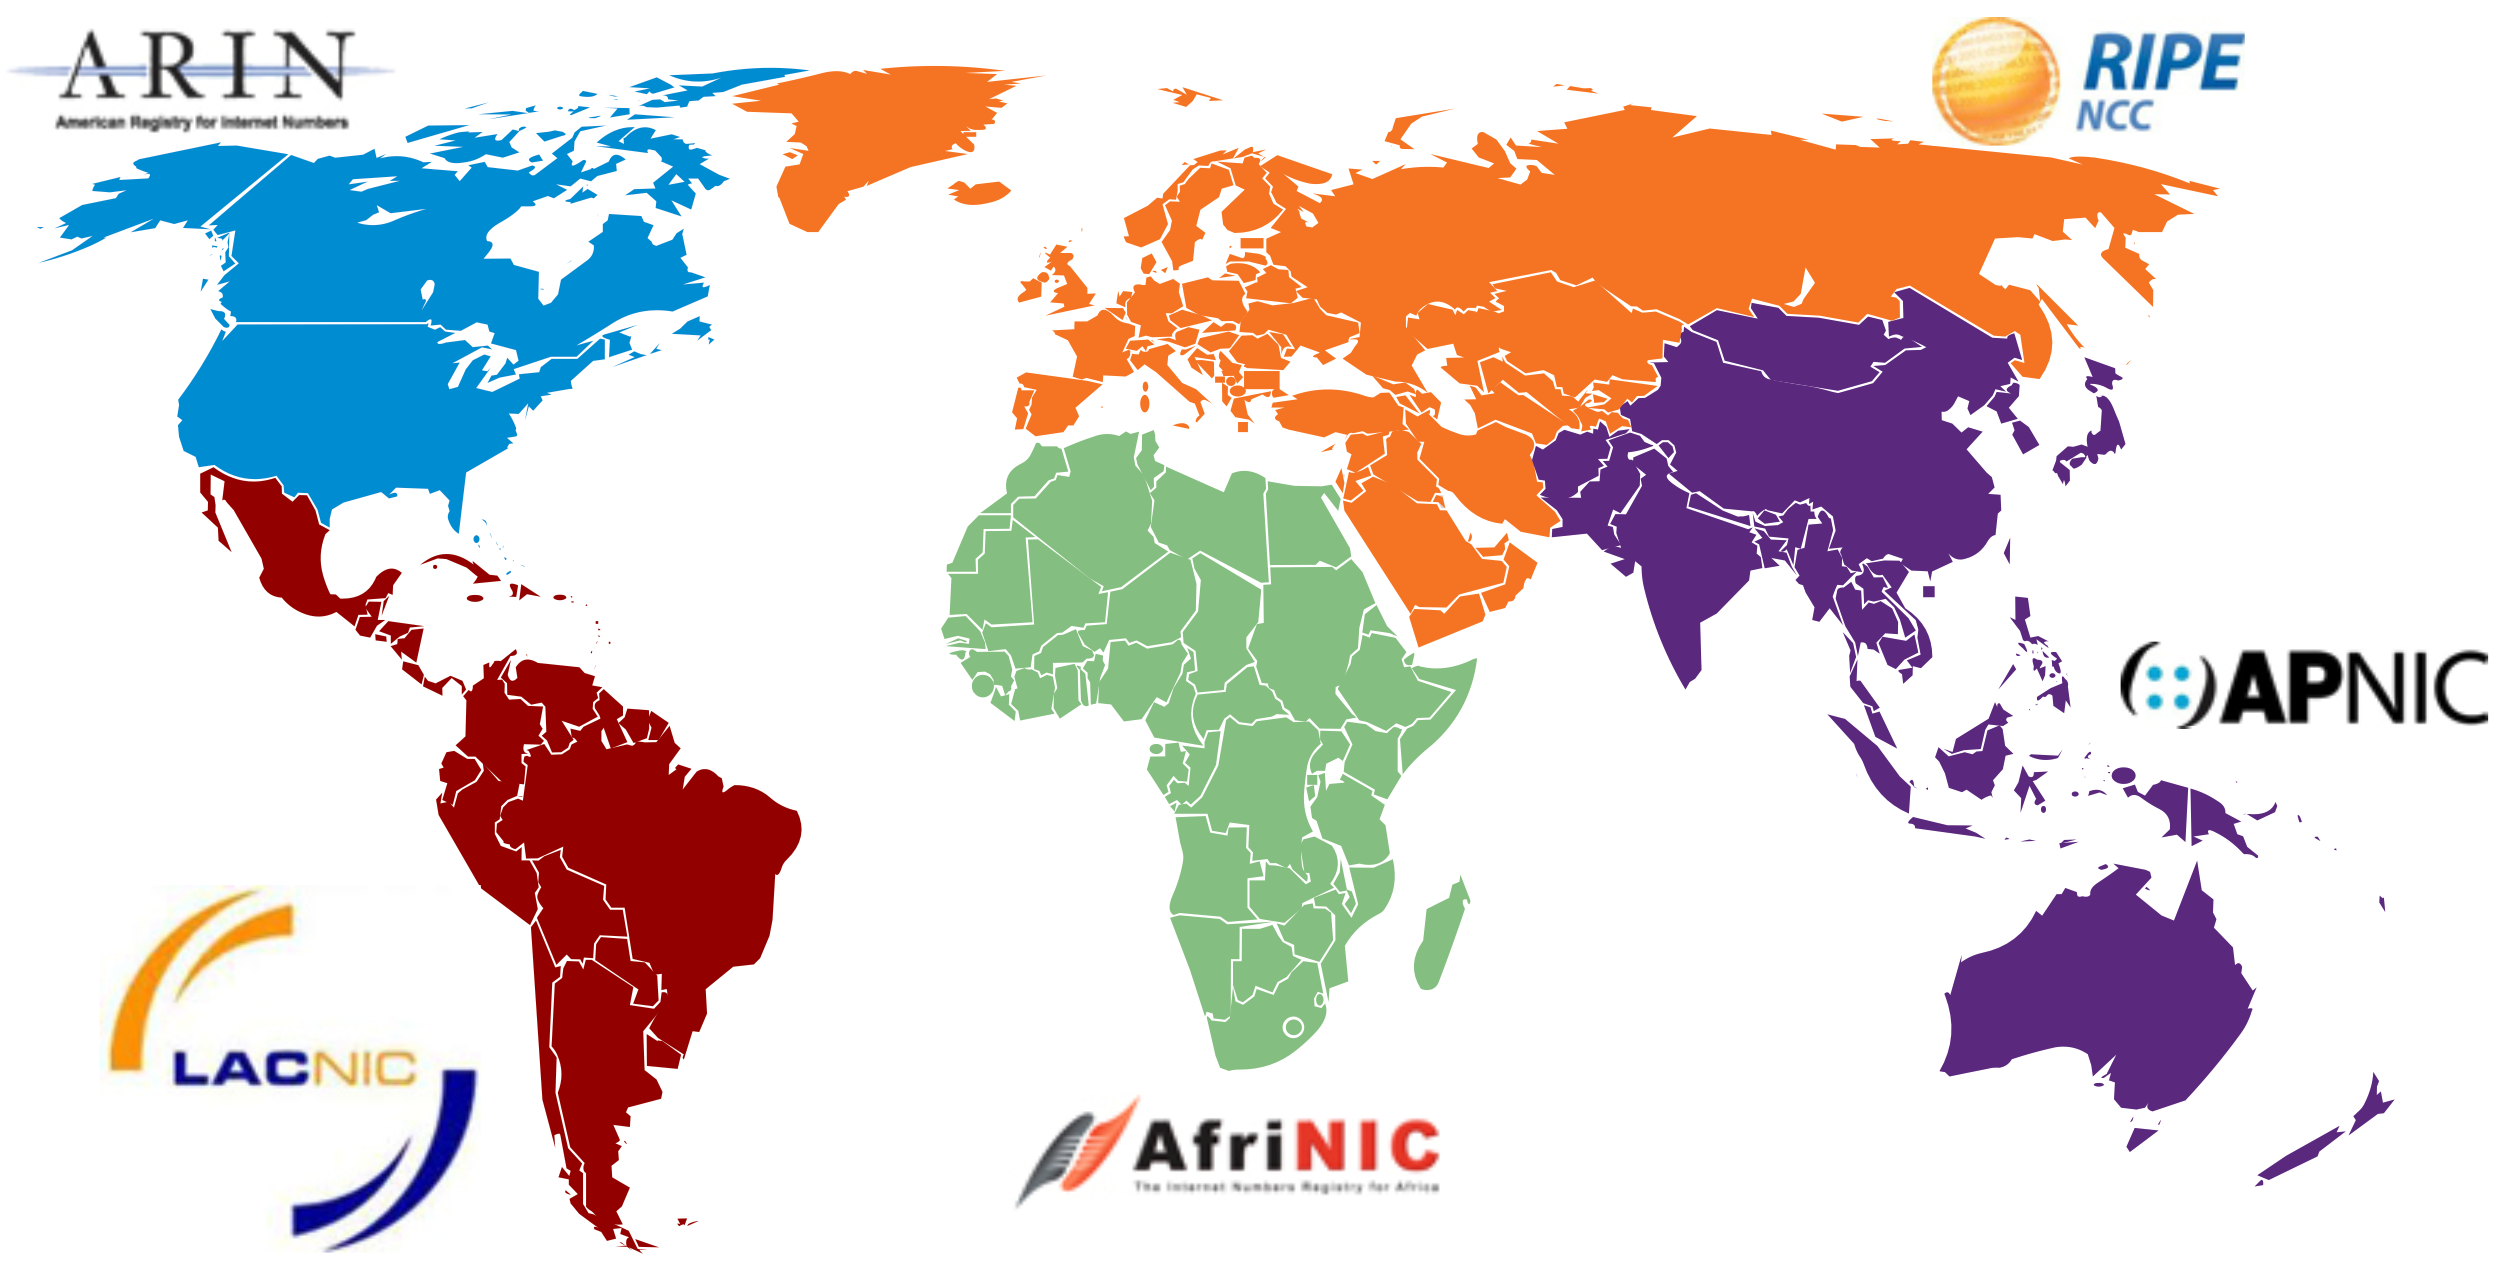 ARIN
American Registry for Internet Numbers
RIPE
NCC
APNIC
LACNIC
AfriNIC
The Internet Numbers Registry for Africa